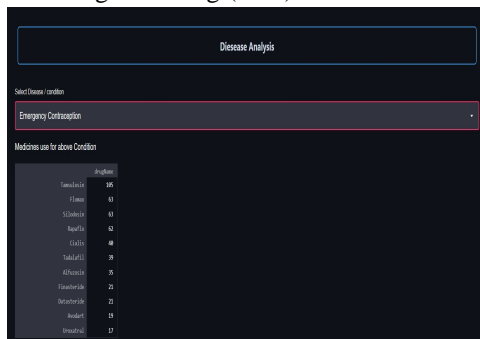 Diesease Analysis
Select Disease / condition
Emergency Contraception
Medicines use for above Condition
drugName
Tamsulosin 105
Flomax 63
Silodosin 63
Rapaflo 62
Cialis 40
Tadalafil 39
Alfuzosin 35
Finasteride 21
Dutasteride 21
Avodart 19
Uroxatral 17